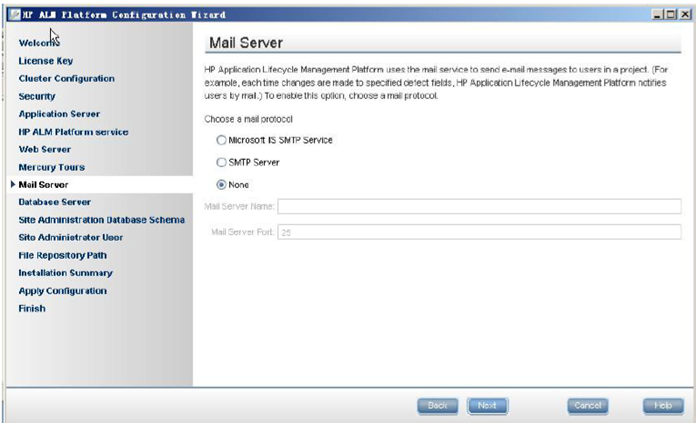 HP ALM Platform Configuration Wizard
Welcome
License Key
Cluster Configuration
Security
Application Server
HP ALM Platform service
Web Server
Mercury Tours
Mail Server
Database Server
Site Administration Database Schema
Site Administrator User
File Repository Path
Installation Summary
Apply Configuration
Finish
Mail Server
HP Application Lifecycle Management Platform uses the mail service to send e-mail messages to users in a project. (For
example, each time changes are made to specified defect fields, HP Application Lifecycle Management Platform notifies
users by mail.) To enable this option, choose a mail protocol.
Choose a mail protocol
Microsoft IIS SMTP Service
SMTP Server
None
Mail Server Name:
Mail Server Port: 25
Back Next Cancel Help